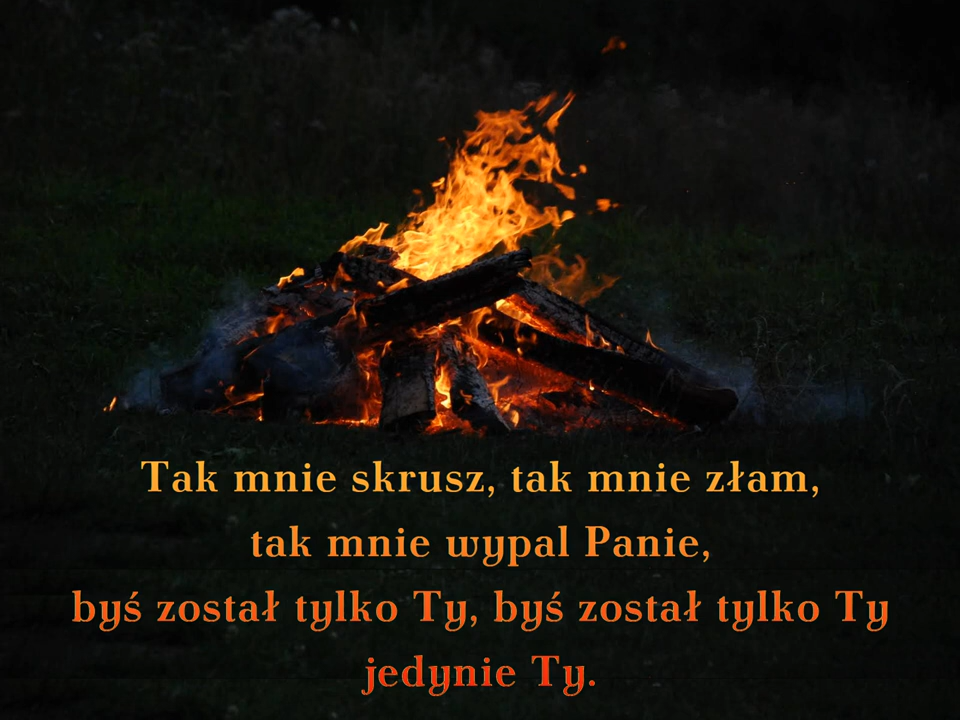 Tak mnie skrusz, tak mnie złam,
tak mnie wypal Panie,
byś został tylko Ty, byś został tylko Ty
jedynie Ty.